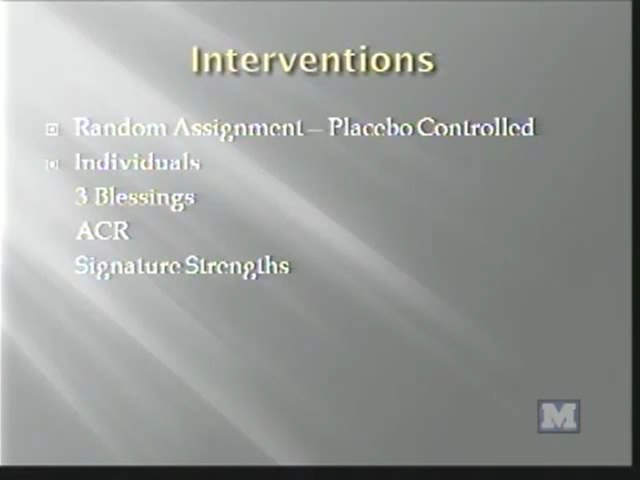 Interventions
Random Assignment – Placebo Controlled
Individuals
3 Blessings
ACR
Signature Strengths
M